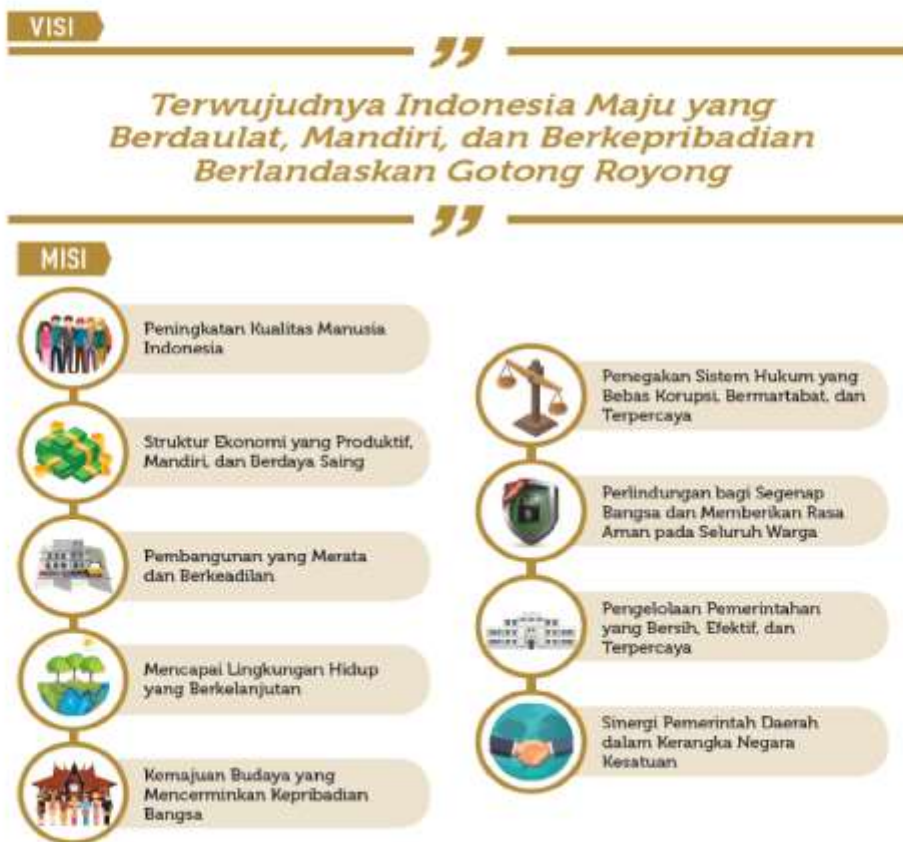 VISI
Terwujudnya Indonesia Maju yang
Berdaulat, Mandiri, dan Berkepribadian
Berlandaskan Gotong Royong
MISI
Peningkatan Kualitas Manusia
Indonesia
Struktur Ekonomi yang Produktif,
Mandiri, dan Berdaya Saing
Pembangunan yang Merata
dan Berkeadilan
Mencapai Lingkungan Hidup
yang Berkelanjutan
Kemajuan Budaya yang
Mencerminkan Kepribadian
Bangsa
Penegakan Sistem Hukum yang
Bebas Korupsi, Bermartabat, dan
Terpercaya
Perlindungan bagi Segenap
Bangsa dan Memberikan Rasa
Aman pada Seluruh Warga
Pengelolaan Pemerintahan
yang Bersih, Efektif, dan
Terpercaya
Sinergi Pemerintah Daerah
dalam Kerangka Negara
Kesatuan